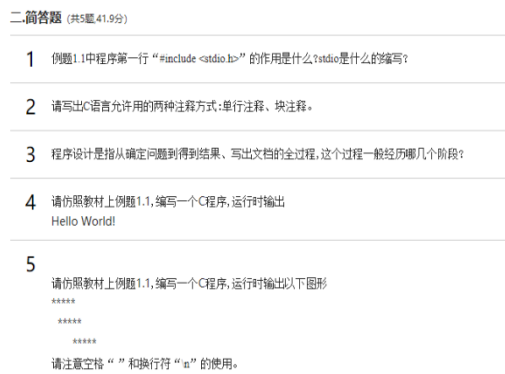 二.简答题 (共5题,41.9分)
1 例题1.1中程序第一行“#include <stdio.h>”的作用是什么?stdio是什么的缩写?
2 请写出C语言允许用的两种注释方式:单行注释、块注释。
3 程序设计是指从确定问题到得到结果、写出文档的全过程,这个过程一般经历哪几个阶段?
4 请仿照教材上例题1.1,编写一个C程序,运行时输出
Hello World!
5
请仿照教材上例题1.1,编写一个C程序,运行时输出以下图形
*****
*****
*****
请注意空格“ ”和换行符“\n”的使用。